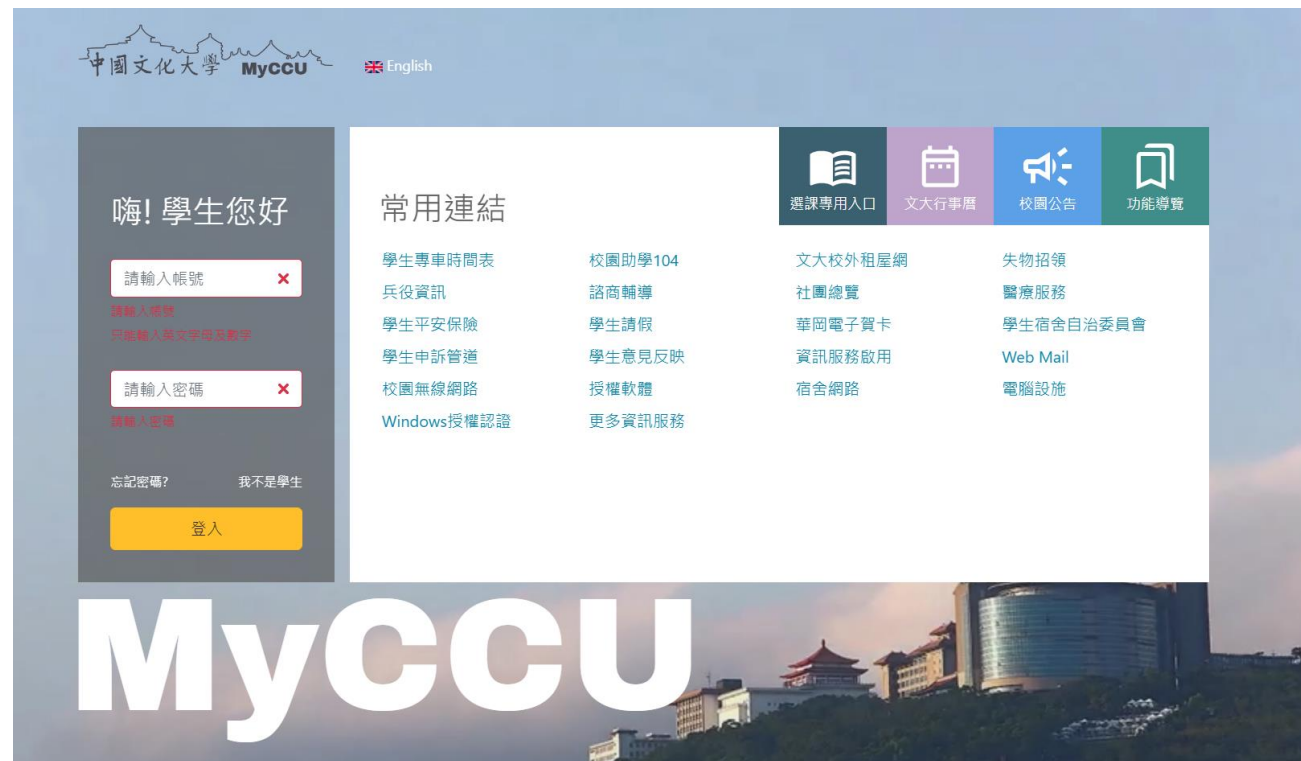 中國文化大學 MyCCU
English
嗨! 學生您好
請輸入帳號
請輸入帳號
只能輸入英文字母及數字
請輸入密碼
請輸入密碼
忘記密碼? 我不是學生
登入
常用連結
選課專用入口 文大行事曆 校園公告 功能導覽
學生專車時間表 校園助學104 文大校外租屋網 失物招領
兵役資訊 諮商輔導 社團總覽 醫療服務
學生平安保險 學生請假 華岡電子賀卡 學生宿舍自治委員會
學生申訴管道 學生意見反映 資訊服務啟用 Web Mail
校園無線網路 授權軟體 宿舍網路 電腦設施
Windows授權認證 更多資訊服務
MyCCU